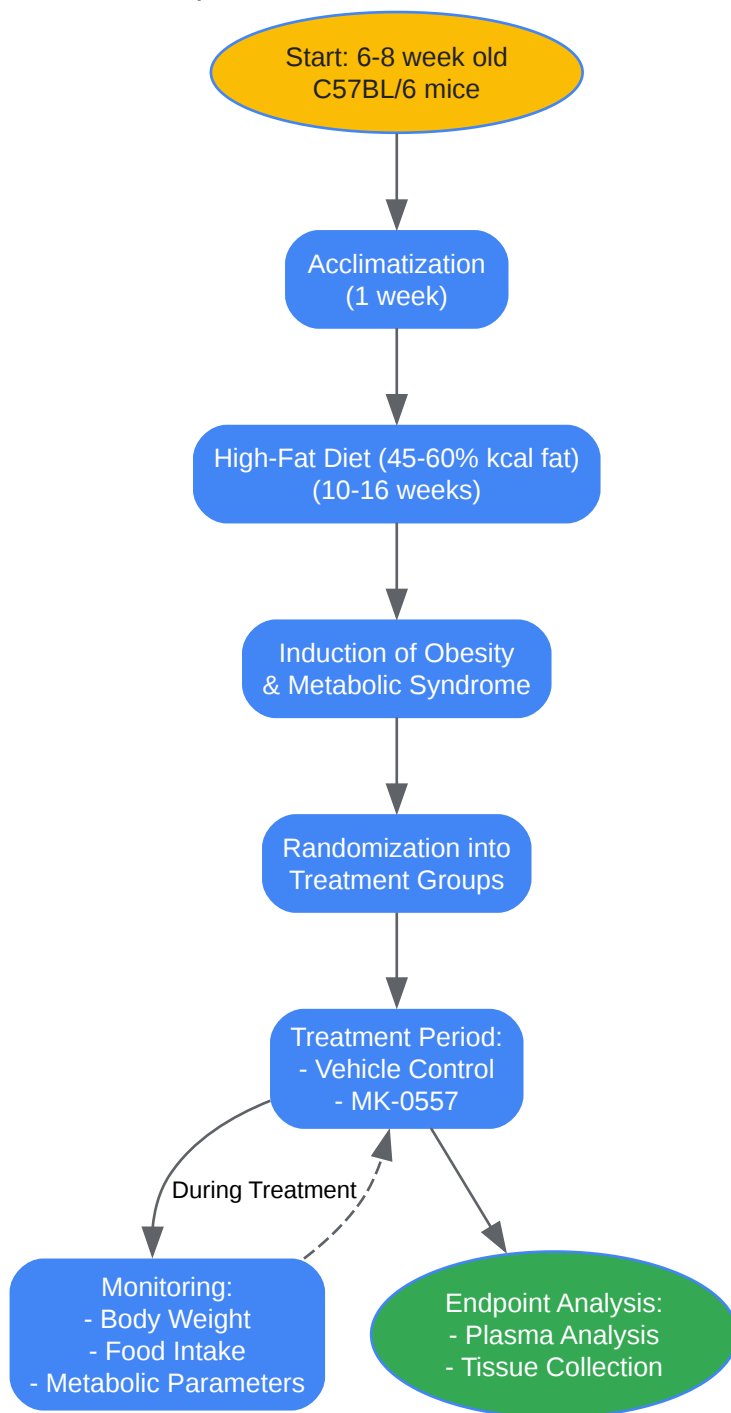 Start: 6-8 week old
C57BL/6 mice
Acclimatization
(1 week)
High-Fat Diet (45-60% kcal fat)
(10-16 weeks)
Induction of Obesity
& Metabolic Syndrome
Randomization into
Treatment Groups
Treatment Period:
- Vehicle Control
- MK-0557
During Treatment
Monitoring:
- Body Weight
- Food Intake
- Metabolic Parameters
Endpoint Analysis:
- Plasma Analysis
- Tissue Collection